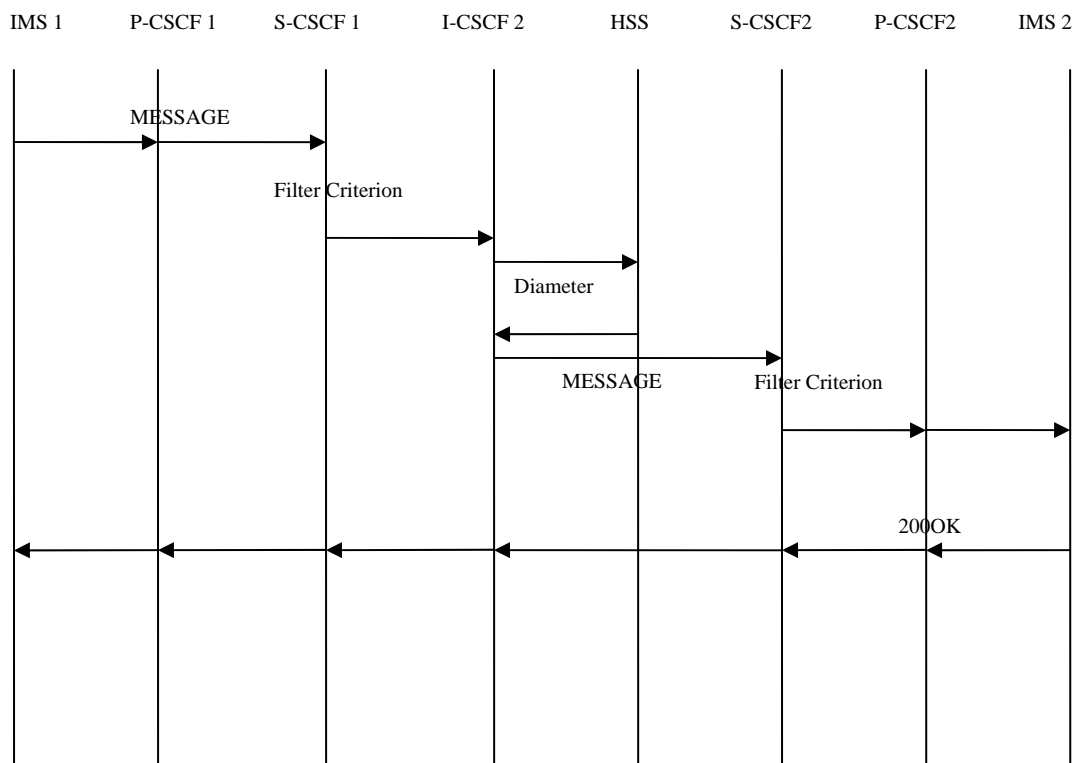 IMS 1 P-CSCF 1 S-CSCF 1 I-CSCF 2 HSS S-CSCF2 P-CSCF2 IMS 2
MESSAGE
Filter Criterion
Diameter
MESSAGE Filter Criterion
200OK